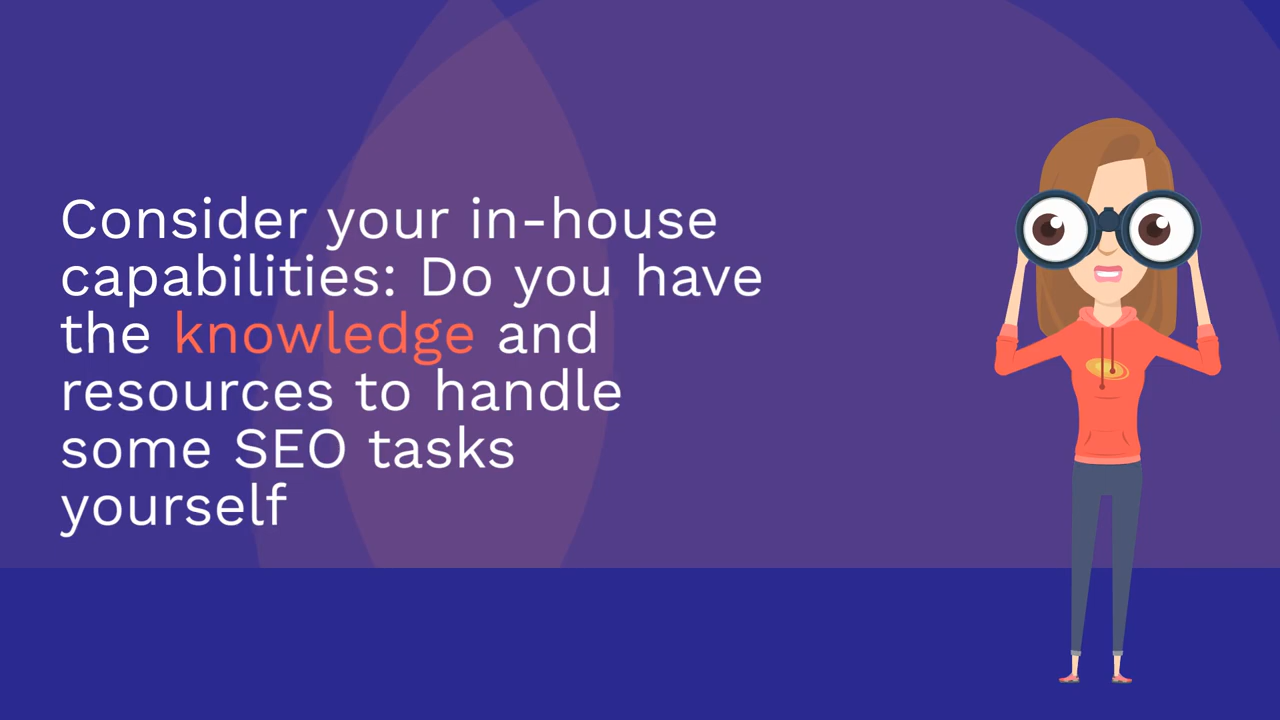 Consider your in-house
capabilities: Do you have
the knowledge and
resources to handle
some SEO tasks
yourself